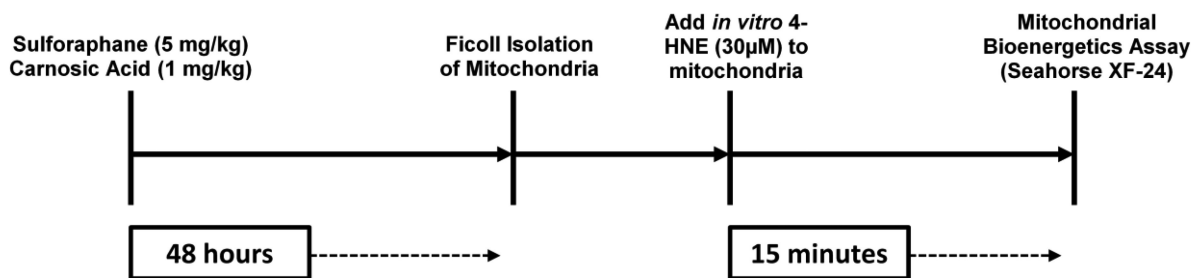 Sulforaphane (5 mg/kg)
Carnosic Acid (1 mg/kg)
Ficoll Isolation
of Mitochondria
Add in vitro 4-
HNE (30µM) to
mitochondria
Mitochondrial
Bioenergetics Assay
(Seahorse XF-24)
48 hours
15 minutes